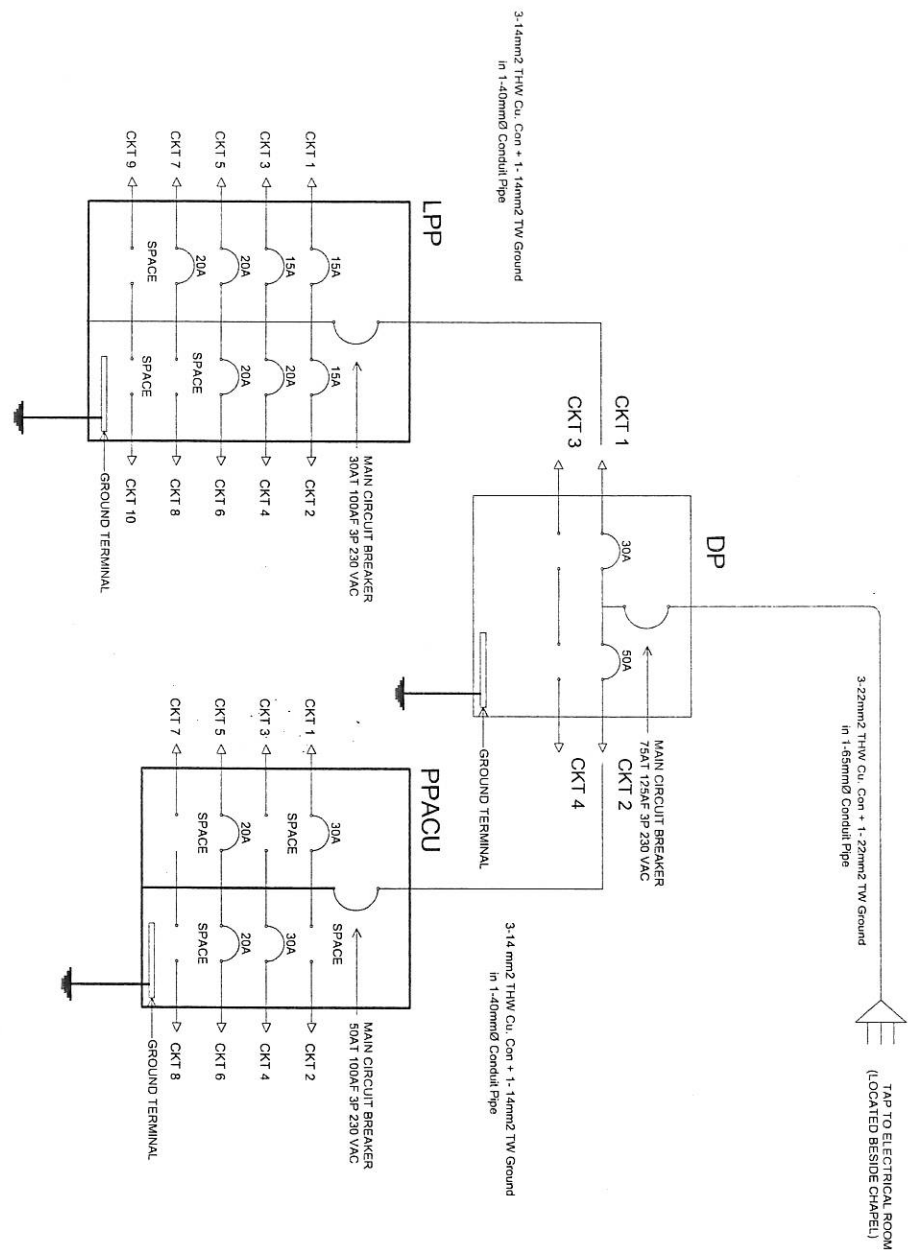 TAP TO ELECTRICAL ROOM
(LOCATED BESIDE CHAPEL)
3-22mm2 THW Cu. Con + 1- 22mm2 TW Ground
in 1-65mmØ Conduit Pipe
DP
MAIN CIRCUIT BREAKER
75AT 125AF 3P 230 VAC
CKT 1
30A
50A
CKT 2
CKT 3
CKT 4
GROUND TERMINAL
3-14mm2 THW Cu. Con + 1- 14mm2 TW Ground
in 1-40mmØ Conduit Pipe
LPP
MAIN CIRCUIT BREAKER
30AT 100AF 3P 230 VAC
CKT 1
15A
15A
CKT 2
CKT 3
15A
20A
CKT 4
CKT 5
20A
20A
CKT 6
CKT 7
20A
SPACE
CKT 8
CKT 9
SPACE
SPACE
CKT 10
GROUND TERMINAL
3-14 mm2 THW Cu. Con + 1- 14mm2 TW Ground
in 1-40mmØ Conduit Pipe
PPACU
MAIN CIRCUIT BREAKER
50AT 100AF 3P 230 VAC
CKT 1
30A
SPACE
CKT 2
CKT 3
SPACE
30A
CKT 4
CKT 5
20A
20A
CKT 6
CKT 7
SPACE
SPACE
CKT 8
GROUND TERMINAL